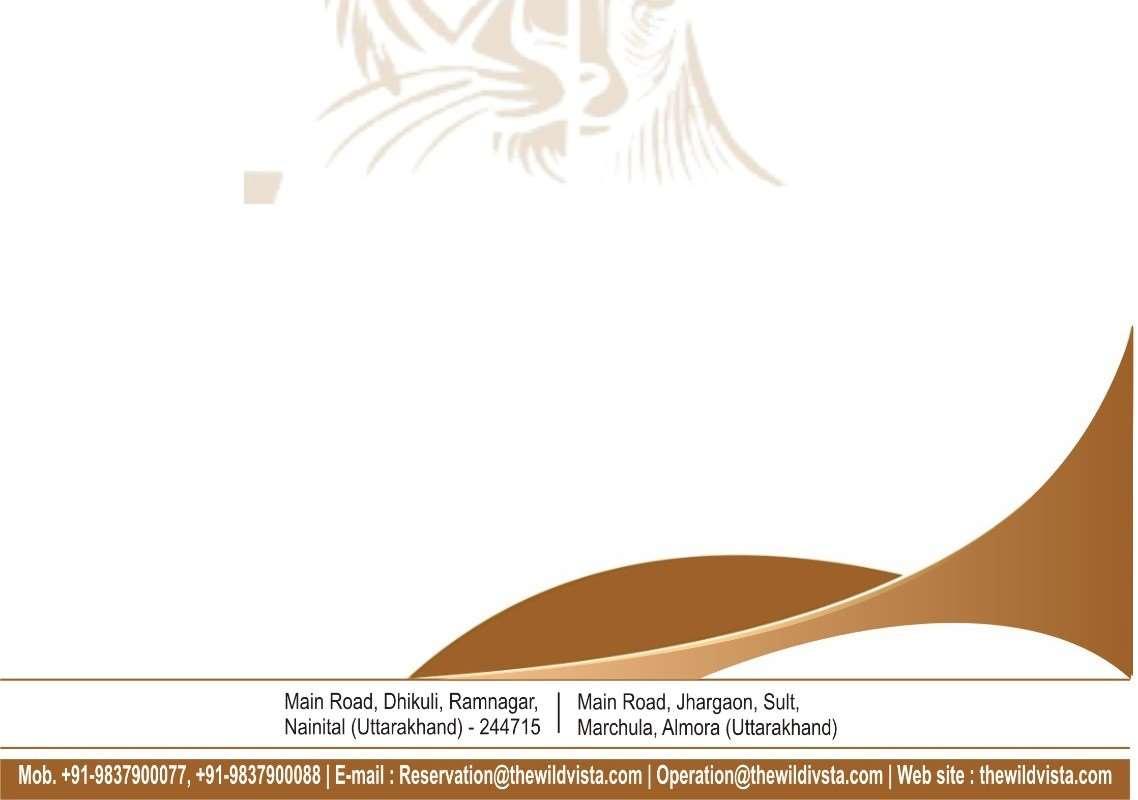 Main Road, Dhikuli, Ramnagar,
Nainital (Uttarakhand) - 244715
Main Road, Jhargaon, Sult,
Marchula, Almora (Uttarakhand)
Mob. +91-9837900077, +91-9837900088 | E-mail : Reservation@thewildvista.com | Operation@thewildivsta.com | Web site : thewildvista.com